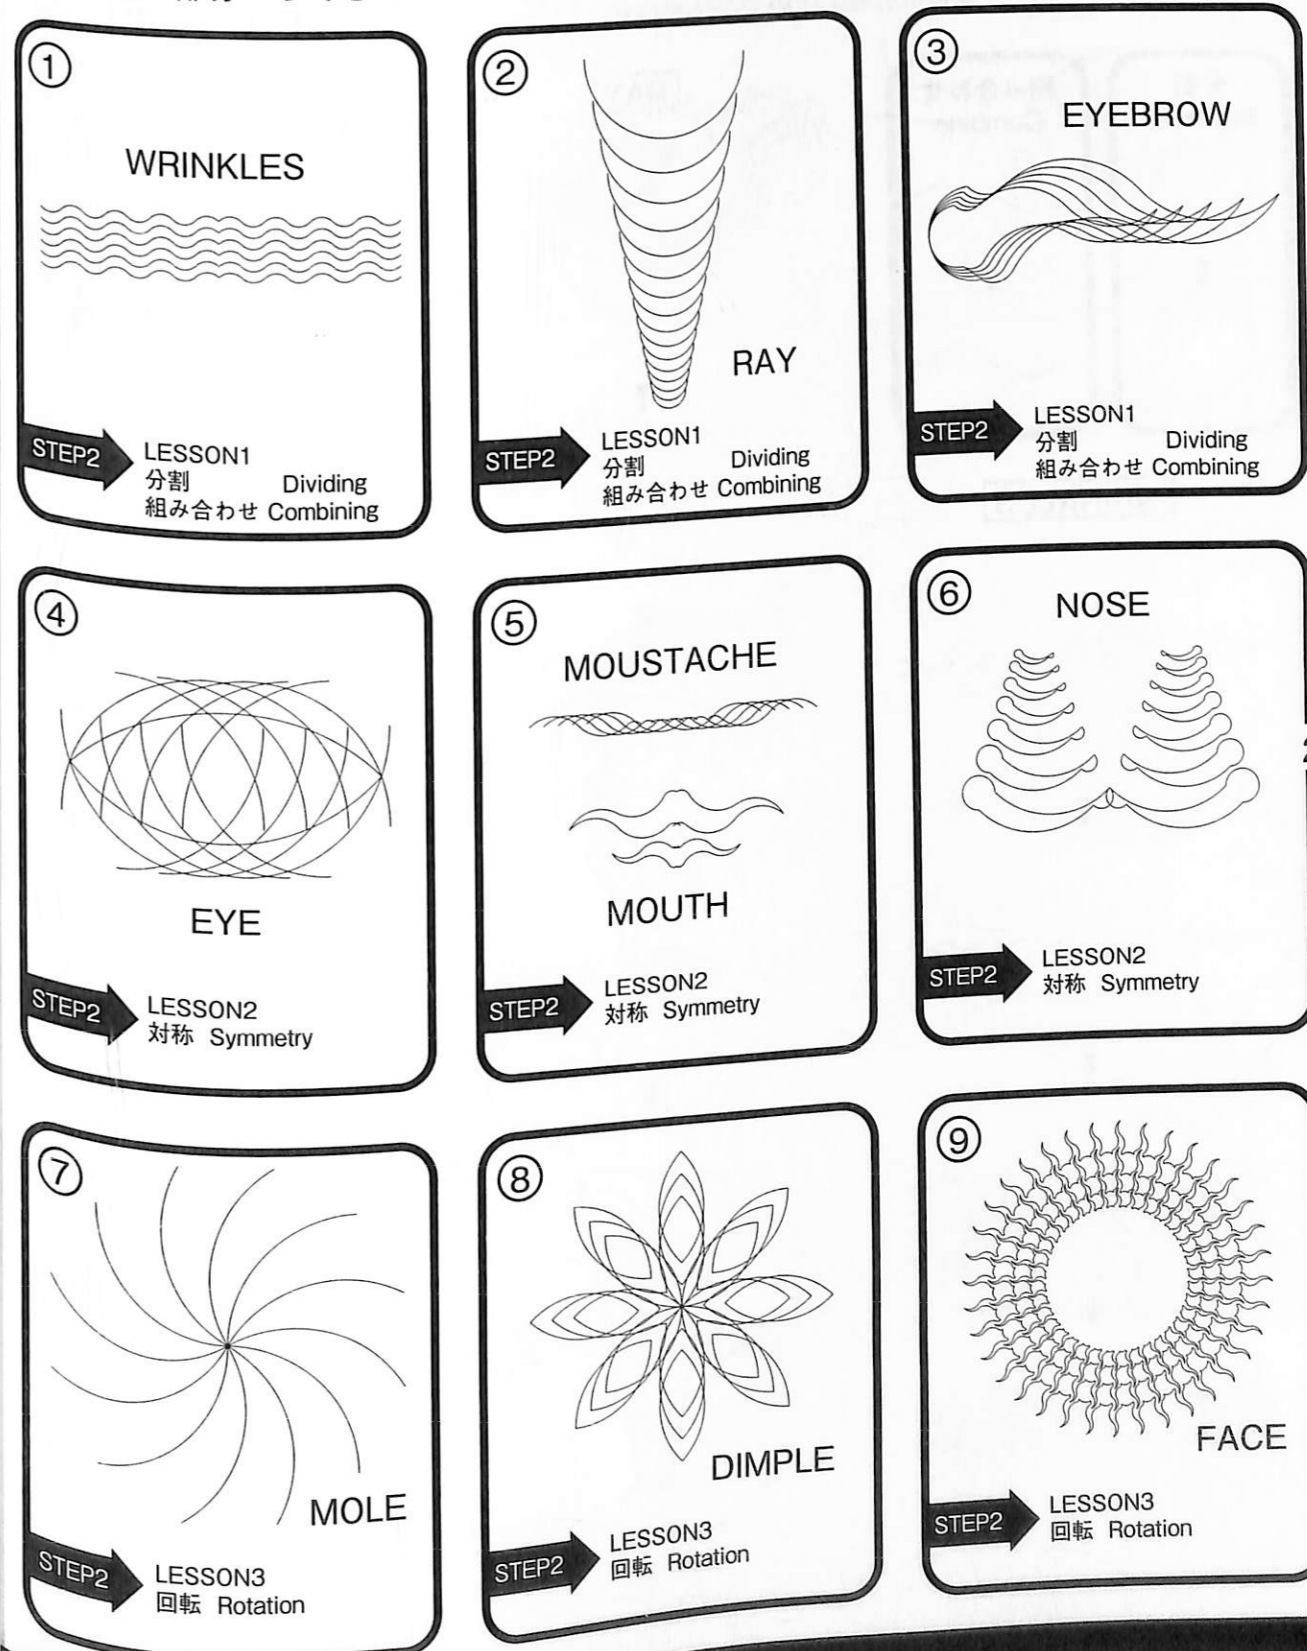 ①
WRINKLES
STEP2
LESSON1
分割 Dividing
組み合わせ Combining
②
RAY
STEP2
LESSON1
分割 Dividing
組み合わせ Combining
③
EYEBROW
STEP2
LESSON1
分割 Dividing
組み合わせ Combining
④
EYE
STEP2
LESSON2
対称 Symmetry
⑤
MOUSTACHE
MOUTH
STEP2
LESSON2
対称 Symmetry
⑥
NOSE
STEP2
LESSON2
対称 Symmetry
⑦
MOLE
STEP2
LESSON3
回転 Rotation
⑧
DIMPLE
STEP2
LESSON3
回転 Rotation
⑨
FACE
STEP2
LESSON3
回転 Rotation